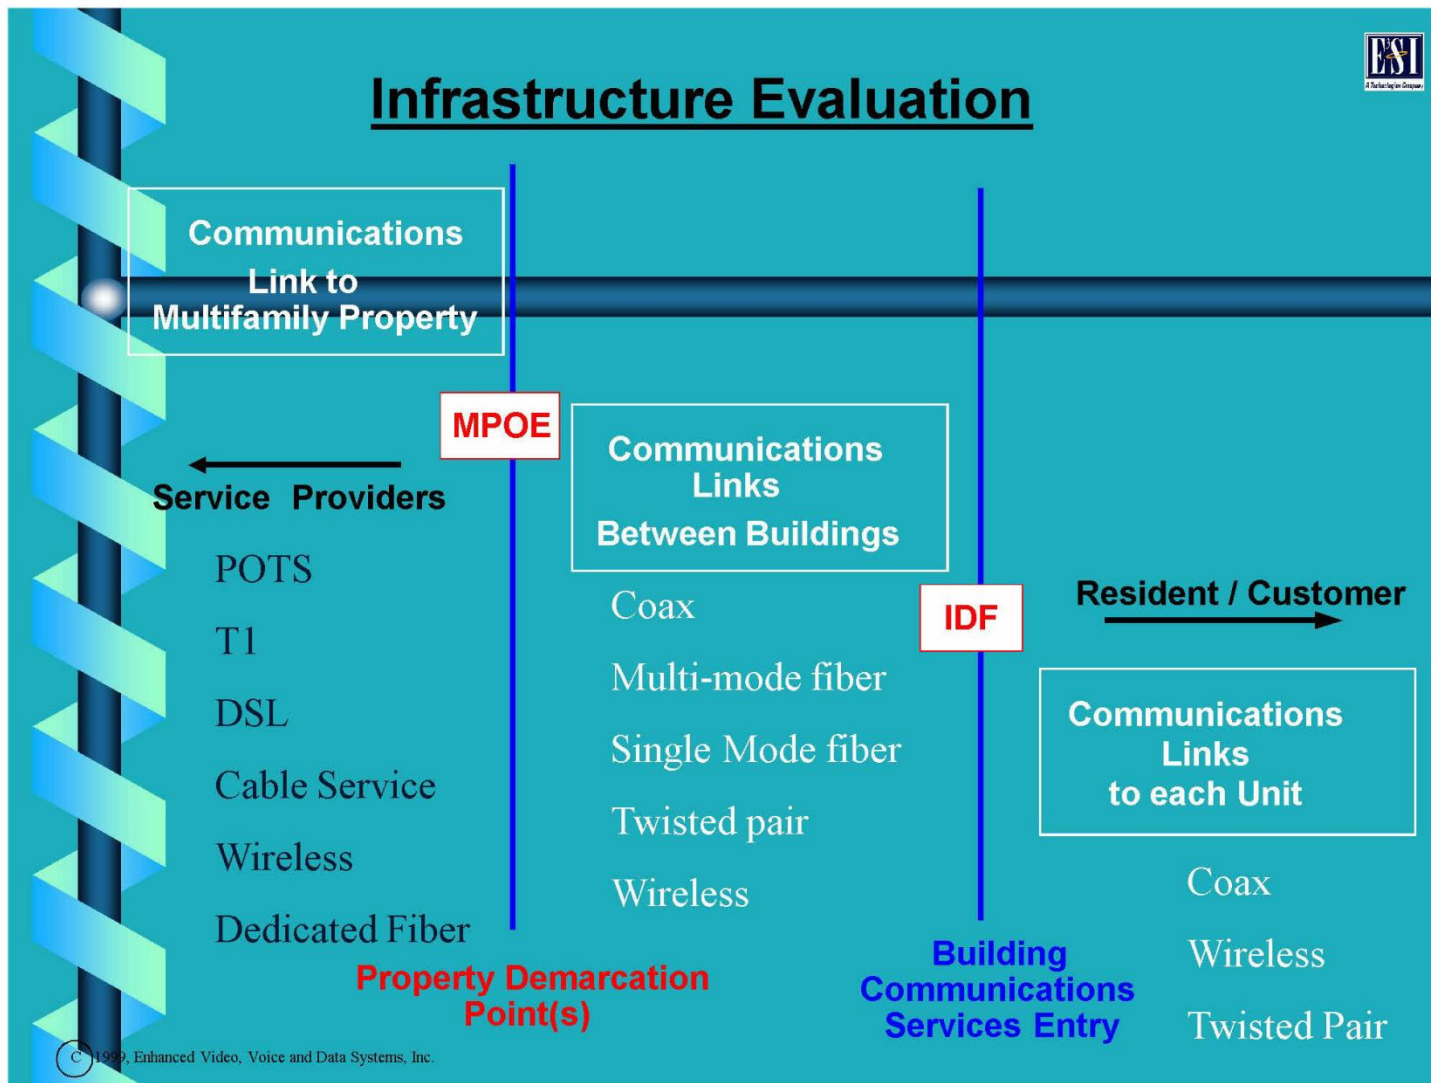 Infrastructure Evaluation
E³SI
A Technologies Company
Communications
Link to
Multifamily Property
MPOE
Service Providers
POTS
T1
DSL
Cable Service
Wireless
Dedicated Fiber
Property Demarcation
Point(s)
Communications
Links
Between Buildings
Coax
Multi-mode fiber
Single Mode fiber
Twisted pair
Wireless
IDF
Building
Communications
Services Entry
Resident / Customer
Communications
Links
to each Unit
Coax
Wireless
Twisted Pair
C 1999, Enhanced Video, Voice and Data Systems, Inc.